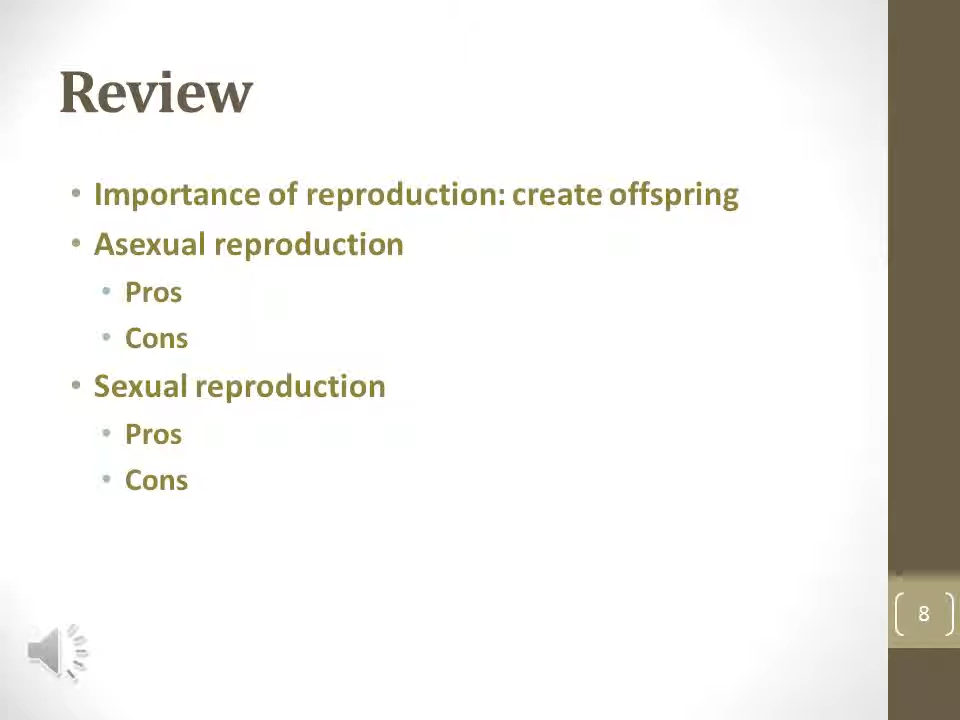 Review
• Importance of reproduction: create offspring
• Asexual reproduction
• Pros
• Cons
• Sexual reproduction
• Pros
• Cons
8